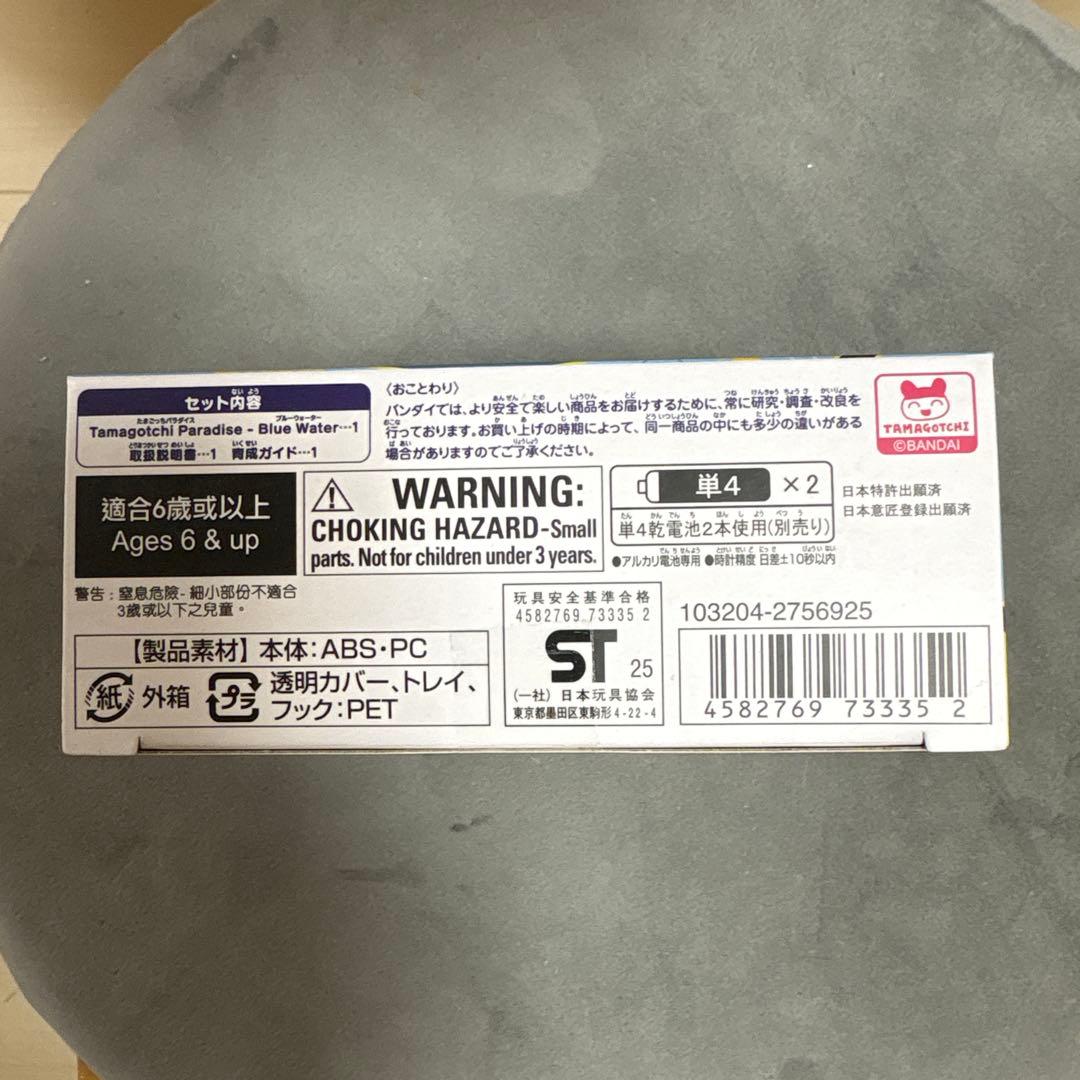 セット内容
Tamagotchi Paradise - Blue Water…1
取扱説明書…1 育成ガイド…1
〈おことわり〉
バンダイでは、より安全で楽しい商品をお届けするために、常に研究・調査・改良を
行っております。お買い上げの時期によって、同一商品の中にも多少の違いがある
場合がありますのでご了承ください。
TAMAGOTCHI
©BANDAI
適合6歲或以上
Ages 6 & up
WARNING:
CHOKING HAZARD-Small
parts. Not for children under 3 years.
単4 ×2
単4乾電池2本使用(別売り)
●アルカリ電池専用 ●時計精度 日差±10秒以内
日本特許出願済
日本意匠登録出願済
警告:窒息危險-細小部份不適合
3歲或以下之兒童。
【製品素材】本体:ABS・PC
紙 外箱
プラ 透明カバー、トレイ、
フック:PET
玩具安全基準合格
4582769 73335 2
ST 25
(一社)日本玩具協会
東京都墨田区東駒形4-22-4
103204-2756925
4582769 73335 2